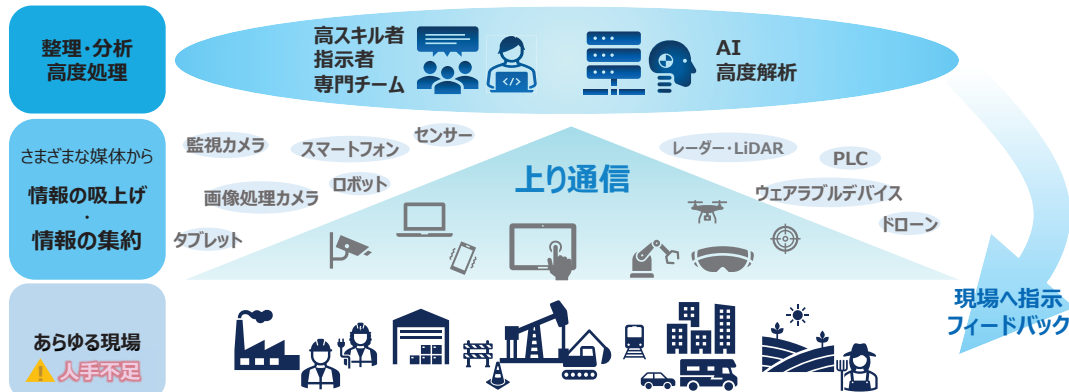 整理・分析
高度処理
高スキル者
指示者
専門チーム
</>
AI
高度解析
さまざまな媒体から
情報の吸上げ
・
情報の集約
監視カメラ
スマートフォン
センサー
画像処理カメラ
ロボット
タブレット
上り通信
レーダー・LiDAR
PLC
ウェアラブルデバイス
ドローン
あらゆる現場
人手不足
現場へ指示
フィードバック